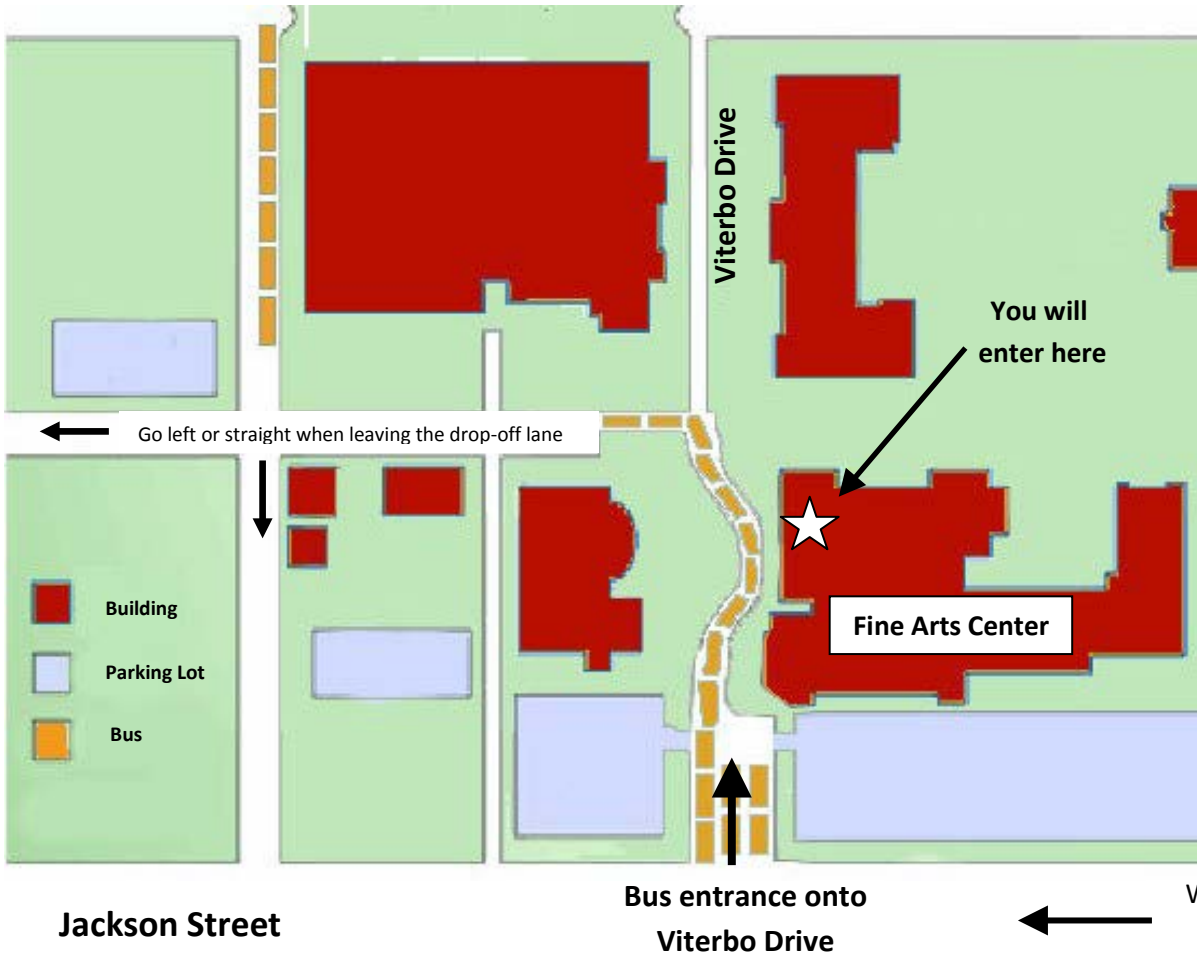 Viterbo Drive
You will
enter here
Go left or straight when leaving the drop-off lane
Fine Arts Center
Building
Parking Lot
Bus
Bus entrance onto
Viterbo Drive
Jackson Street